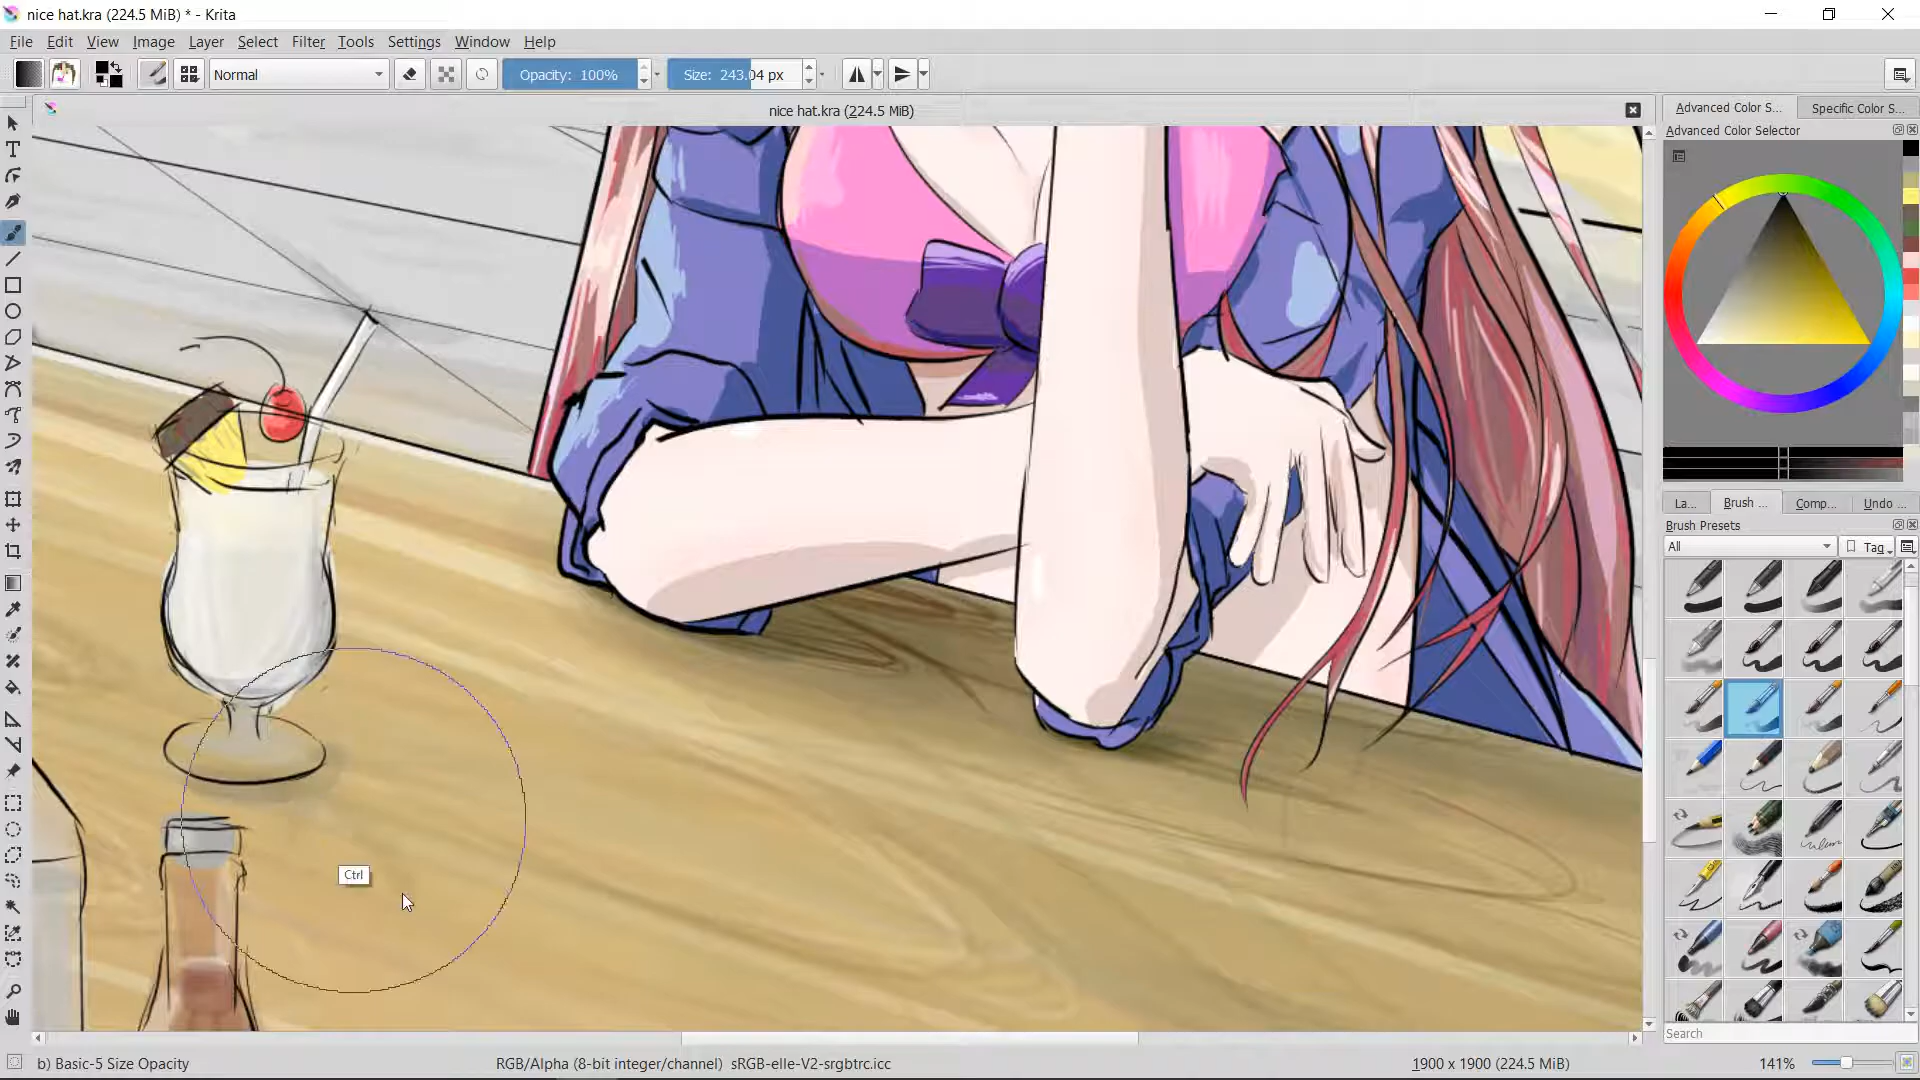 nice hat.kra (224.5 MiB) * - Krita
File Edit View Image Layer Select Filter Tools Settings Window Help
Normal Opacity: 100% Size: 243.04 px
nice hat.kra (224.5 MiB)
Advanced Color S... Specific Color S...
Advanced Color Selector
La... Brush ... Comp... Undo ...
Brush Presets
All Tag
Ctrl
Search
b) Basic-5 Size Opacity RGB/Alpha (8-bit integer/channel) sRGB-elle-V2-srgbtrc.icc 1900 x 1900 (224.5 MiB) 141%